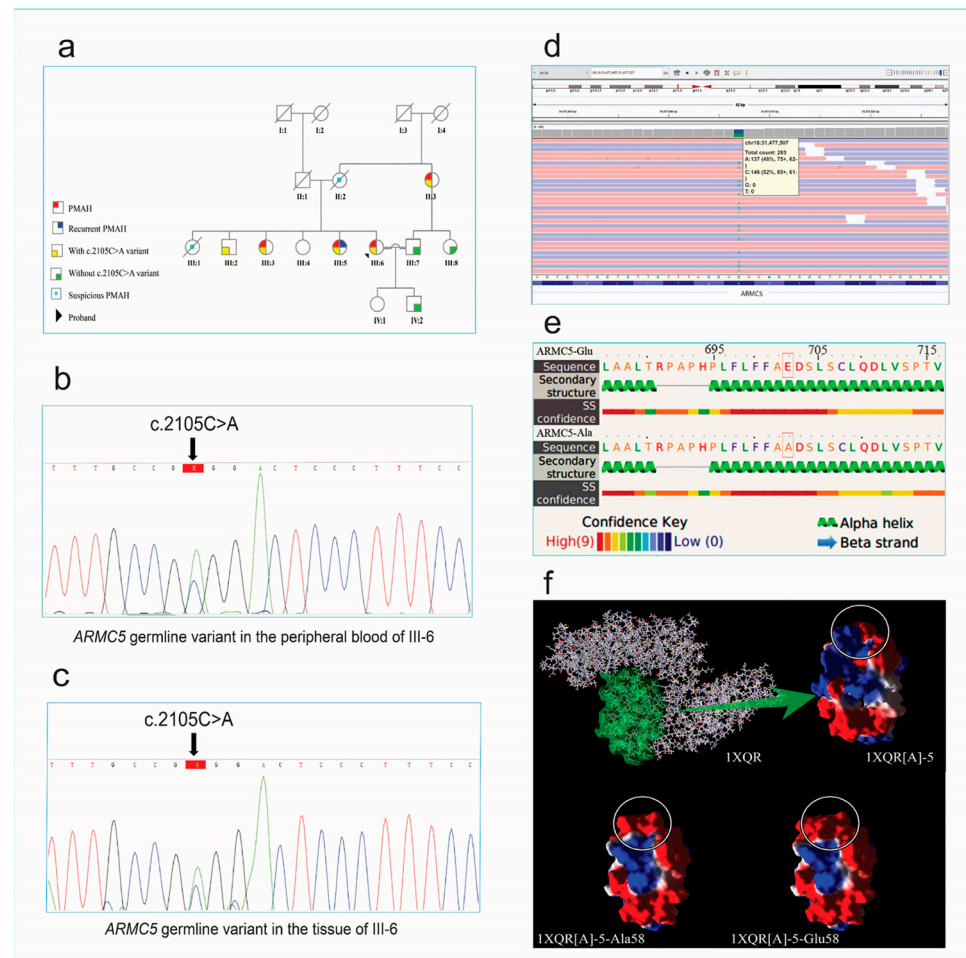 a
I:1
I:2
I:3
I:4
II:1
II:2
II:3
PMAH
Recurrent PMAH
With c.2105C>A variant
Without c.2105C>A variant
Suspicious PMAH
Proband
III:1
III:2
III:3
III:4
III:5
III:6
III:7
III:8
IV:1
IV:2
b
c.2105C>A
T T T G C C G G G A C T C C C T T T C C
ARMC5 germline variant in the peripheral blood of III-6
c
c.2105C>A
T T T G C C G A G G A C T C C C T T T C C
ARMC5 germline variant in the tissue of III-6
d
42 bp
chr16:31,477,507
Total count: 283
A:137 (48%, 75+, 62-
)
C:146 (52%, 85+, 61-
)
G: 0
T: 0
ARMC5
e
ARMC5-Glu
695
705
715
Sequence
L A A L T R P A P H P L F L F F A E D S L S C L Q D L V S P T V
Secondary
structure
SS
confidence
ARMC5-Ala
Sequence
L A A L T R P A P H P L F L F F A A D S L S C L Q D L V S P T V
Secondary
structure
SS
confidence
Confidence Key
High(9)
Low (0)
Alpha helix
Beta strand
f
1XQR
1XQR[A]-5
1XQR[A]-5-Ala58
1XQR[A]-5-Glu58